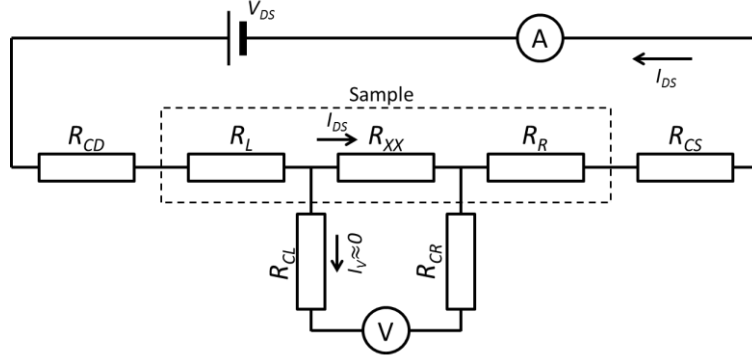 V_DS
A
I_DS
Sample
R_CD
R_L
I_DS
R_XX
R_R
R_CS
R_CL
I_V≈0
R_CR
V